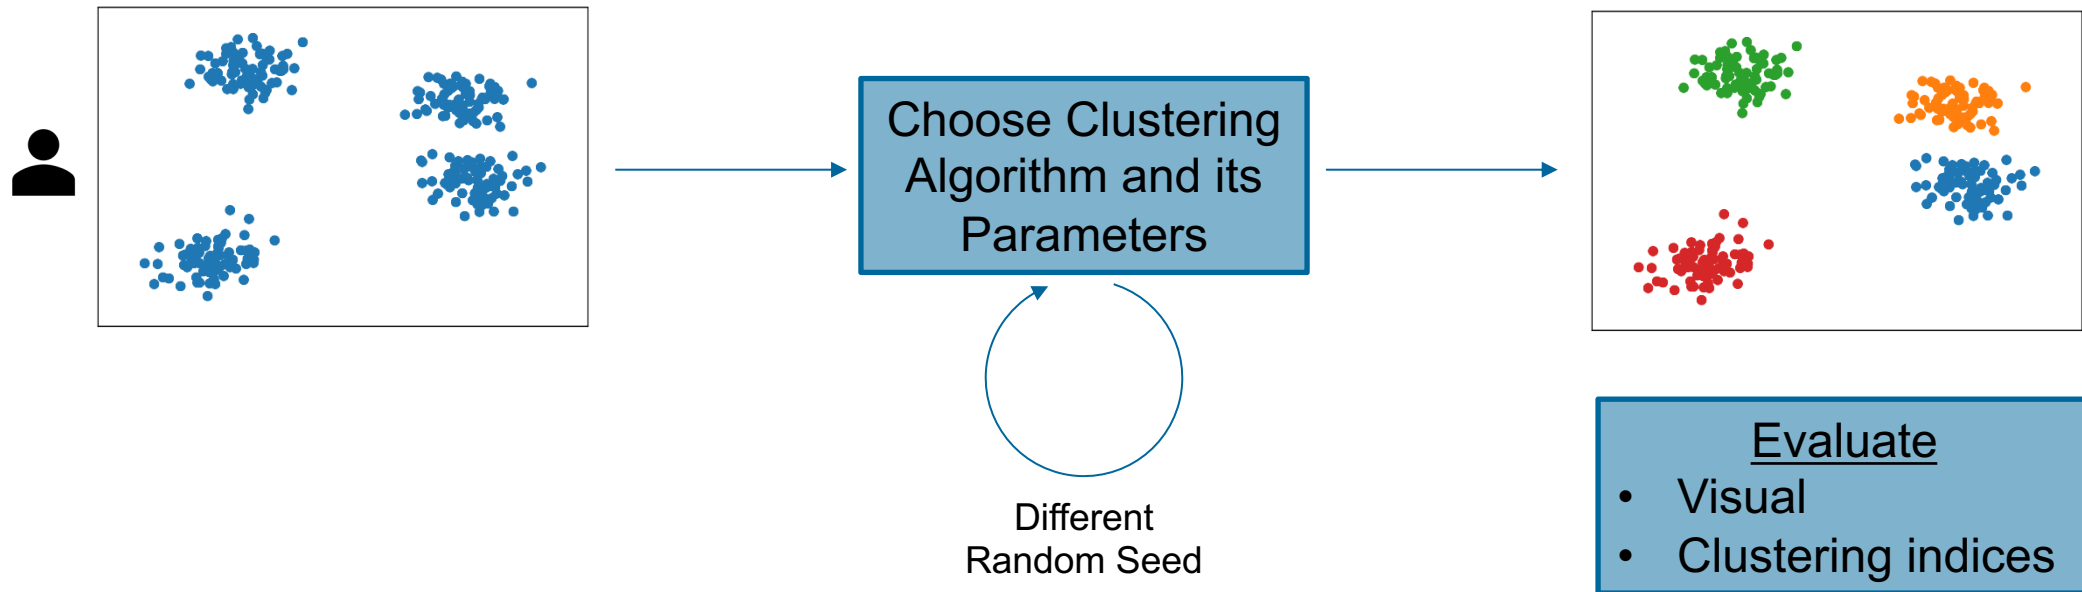 Choose Clustering
Algorithm and its
Parameters
Different
Random Seed
Evaluate
• Visual
• Clustering indices